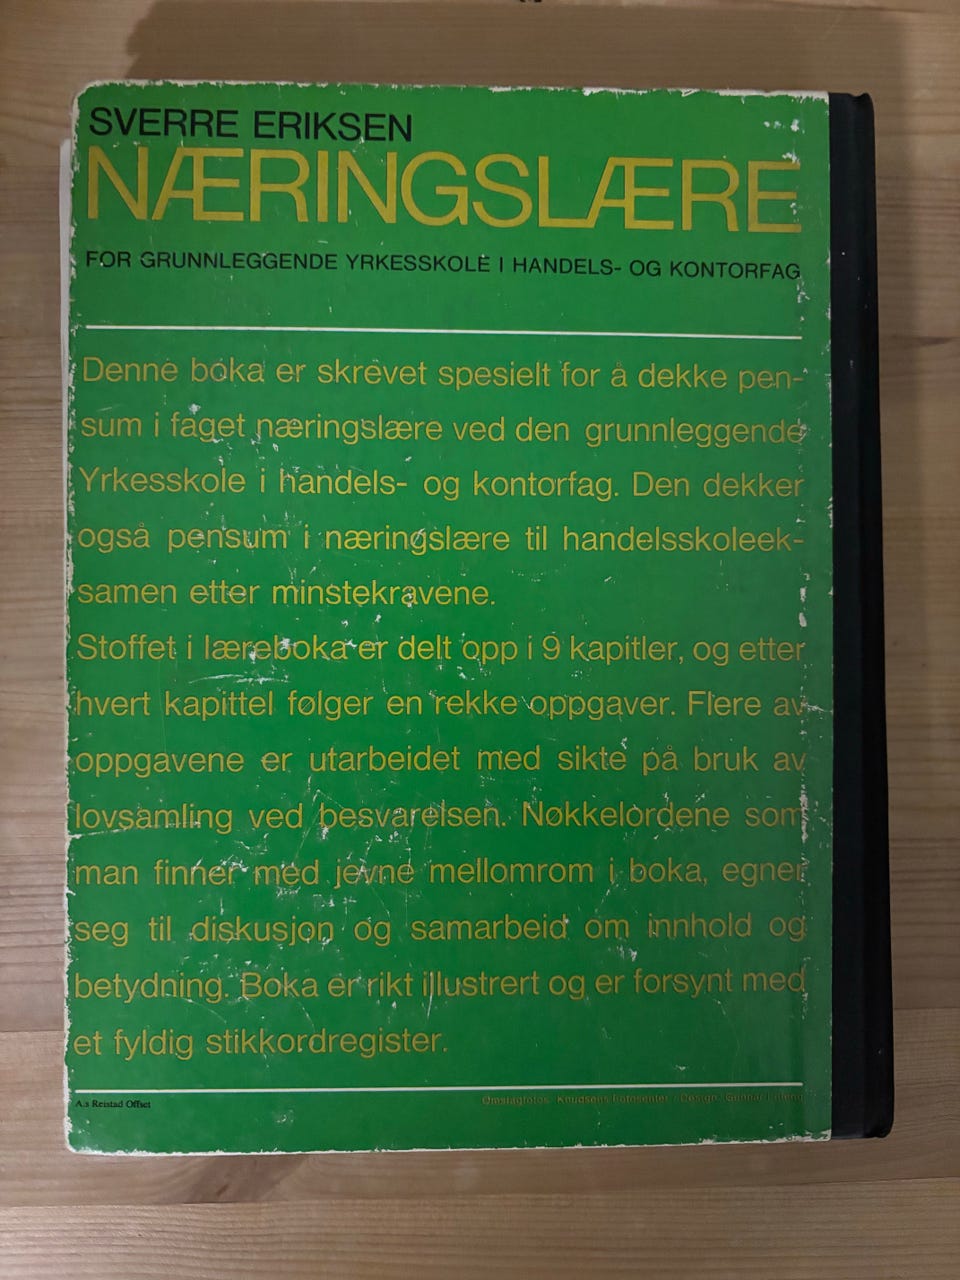 SVERRE ERIKSEN
NÆRINGSLÆRE
FOR GRUNNLEGGENDE YRKESSKOLE I HANDELS- OG KONTORFAG
Denne boka er skrevet spesielt for å dekke pen-
sum i faget næringslære ved den grunnleggende
Yrkesskole i handels- og kontorfag. Den dekker
også pensum i næringslære til handelsskoleek-
samen etter minstekravene.
Stoffet i læreboka er delt opp i 9 kapitler, og etter
hvert kapittel følger en rekke oppgaver. Flere av
oppgavene er utarbeidet med sikte på bruk av
lovsamling ved besvarelsen. Nøkkelordene som
man finner med jevne mellomrom i boka, egner
seg til diskusjon og samarbeid om innhold og
betydning. Boka er rikt illustrert og er forsynt med
et fyldig stikkordregister.
A.s Reistad Offset
Omslagfotos: Knudsens fotosenter / Design: Gunnar